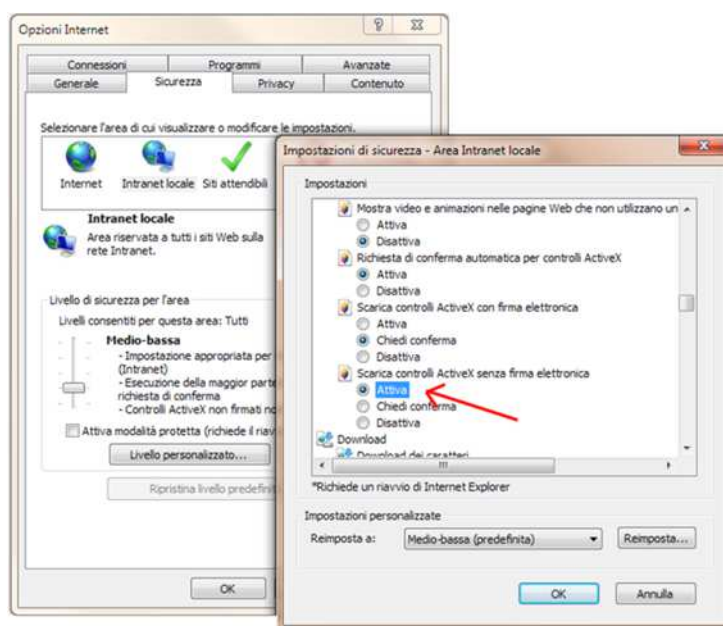 Opzioni Internet
Connessioni
Programmi
Avanzate
Generale
Sicurezza
Privacy
Contenuto
Selezionare l'area di cui visualizzare o modificare le impostazioni.
Internet
Intranet locale
Siti attendibili
Intranet locale
Area riservata a tutti i siti Web sulla
rete Intranet.
Livello di sicurezza per l'area
Livelli consentiti per questa area: Tutti
Medio-bassa
- Impostazione appropriata per
(Intranet)
- Esecuzione della maggior parte
richiesta di conferma
- Controlli ActiveX non firmati
Attiva modalità protetta (richiede il
Livello personalizzato...
Ripristina livello
OK
Impostazioni di sicurezza - Area Intranet locale
Impostazioni
Mostra video e animazioni nelle pagine Web che non utilizzano un
Attiva
Disattiva
Richiesta di conferma automatica per controlli ActiveX
Attiva
Disattiva
Scarica controlli ActiveX con firma elettronica
Attiva
Chiedi conferma
Disattiva
Scarica controlli ActiveX senza firma elettronica
Attiva
Chiedi conferma
Disattiva
Download
Download dei caratteri
*Richiede un riavvio di Internet Explorer
Impostazioni personalizzate
Reimposta a:
Medio-bassa (predefinita)
Reimposta...
OK
Annulla